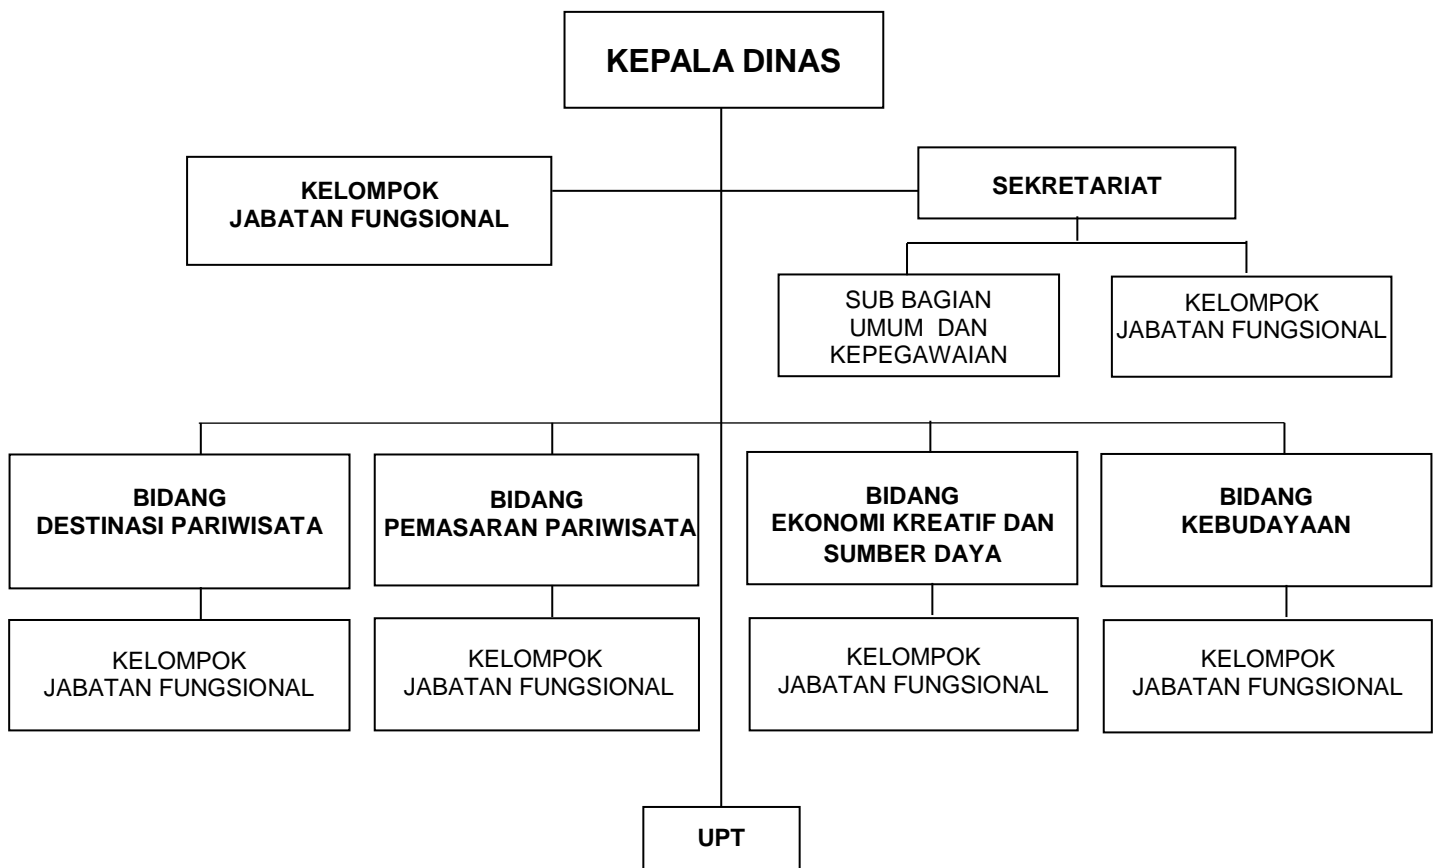 KEPALA DINAS
KELOMPOK
JABATAN FUNGSIONAL
SEKRETARIAT
SUB BAGIAN
UMUM DAN
KEPEGAWAIAN
KELOMPOK
JABATAN FUNGSIONAL
BIDANG
DESTINASI PARIWISATA
BIDANG
PEMASARAN PARIWISATA
BIDANG
EKONOMI KREATIF DAN
SUMBER DAYA
BIDANG
KEBUDAYAAN
KELOMPOK
JABATAN FUNGSIONAL
KELOMPOK
JABATAN FUNGSIONAL
KELOMPOK
JABATAN FUNGSIONAL
KELOMPOK
JABATAN FUNGSIONAL
UPT